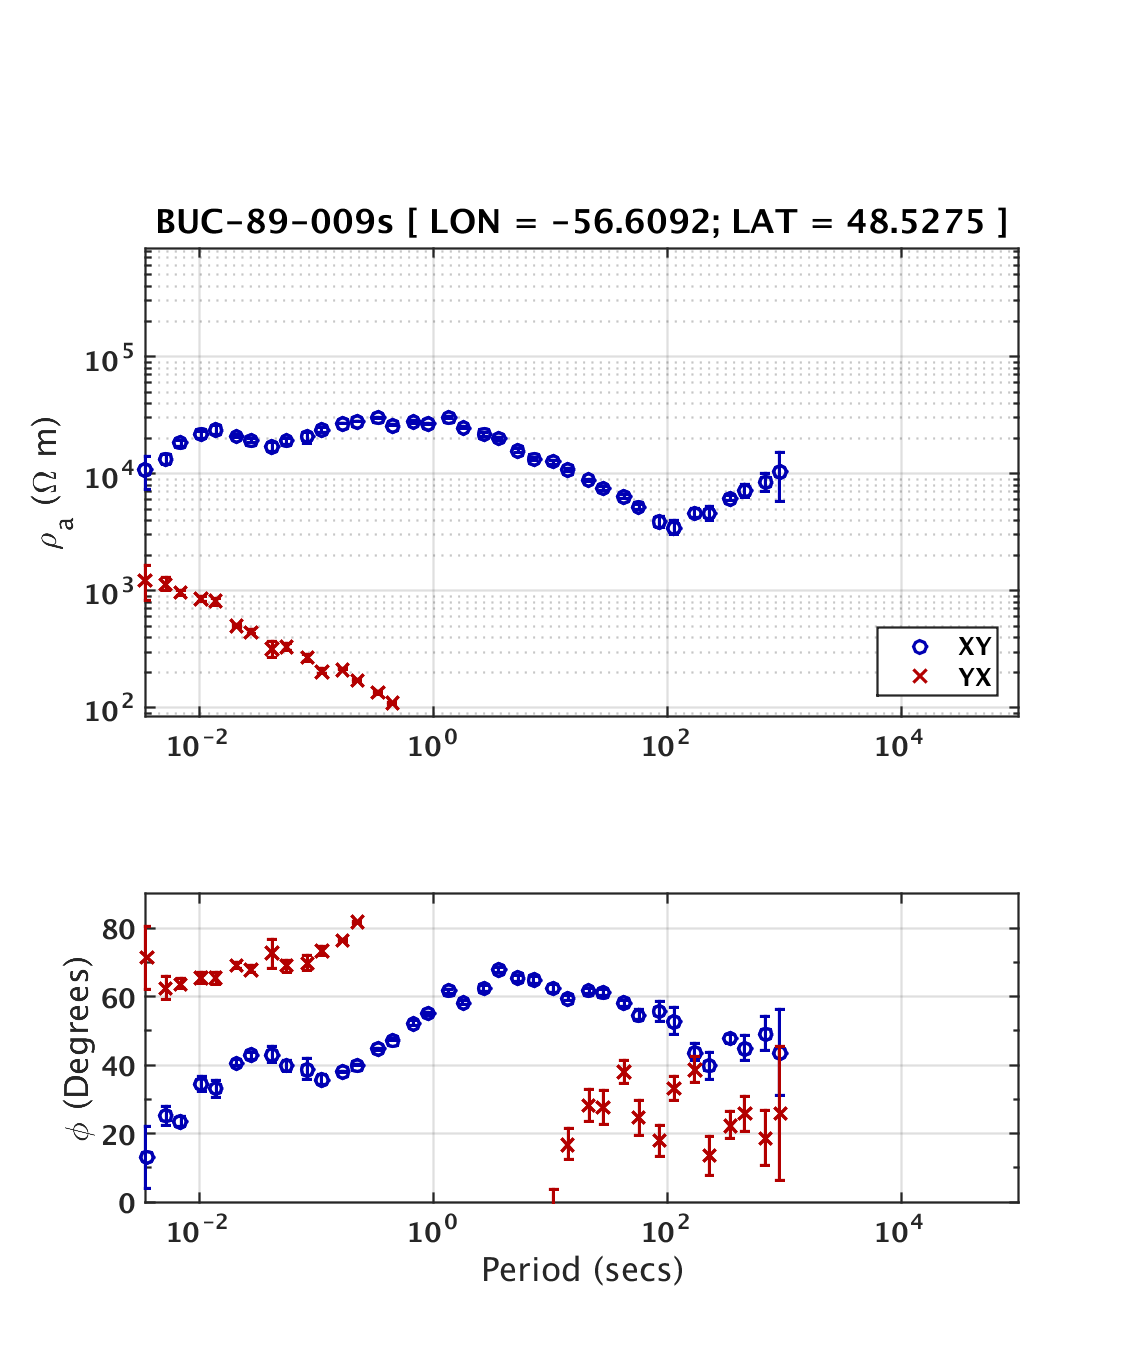 BUC-89-009s [ LON = -56.6092; LAT = 48.5275 ]
ρa (Ω m)
10^5
10^4
10^3
10^2
XY
YX
10^-2 10^0 10^2 10^4
ϕ (Degrees)
80
60
40
20
0
10^-2 10^0 10^2 10^4
Period (secs)